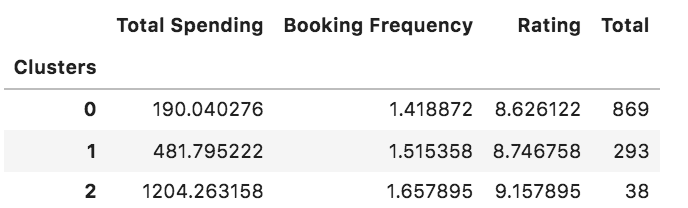 Total Spending Booking Frequency Rating Total
Clusters
0 190.040276 1.418872 8.626122 869
1 481.795222 1.515358 8.746758 293
2 1204.263158 1.657895 9.157895 38